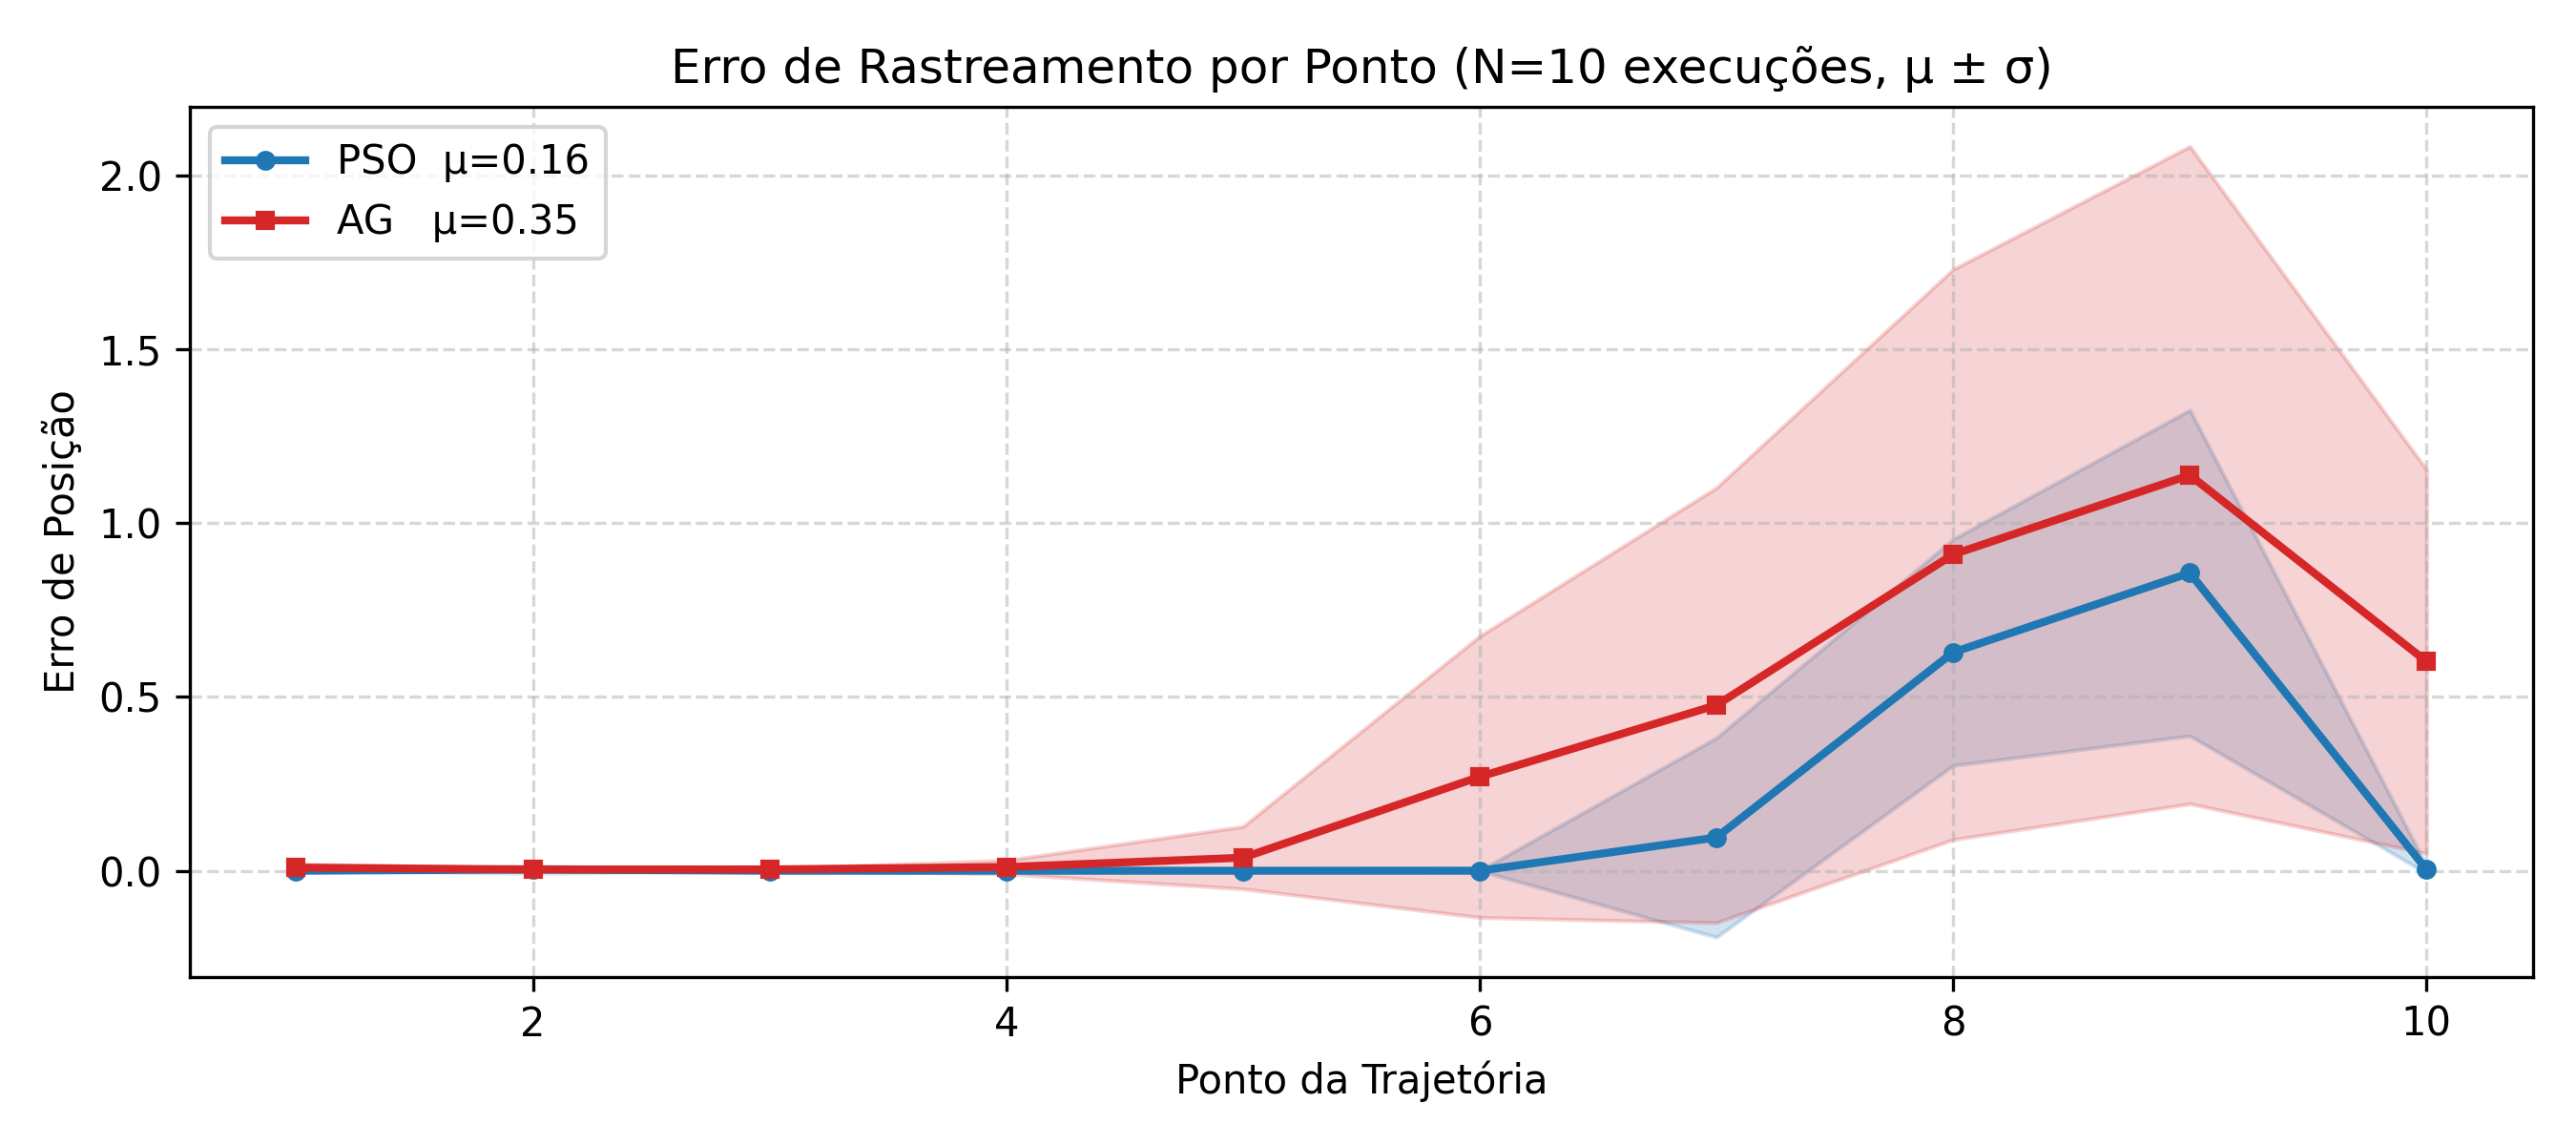 Erro de Rastreamento por Ponto (N=10 execuções, μ ± σ)
PSO  μ=0.16
AG   μ=0.35
Erro de Posição
2.0
1.5
1.0
0.5
0.0
2
4
6
8
10
Ponto da Trajetória